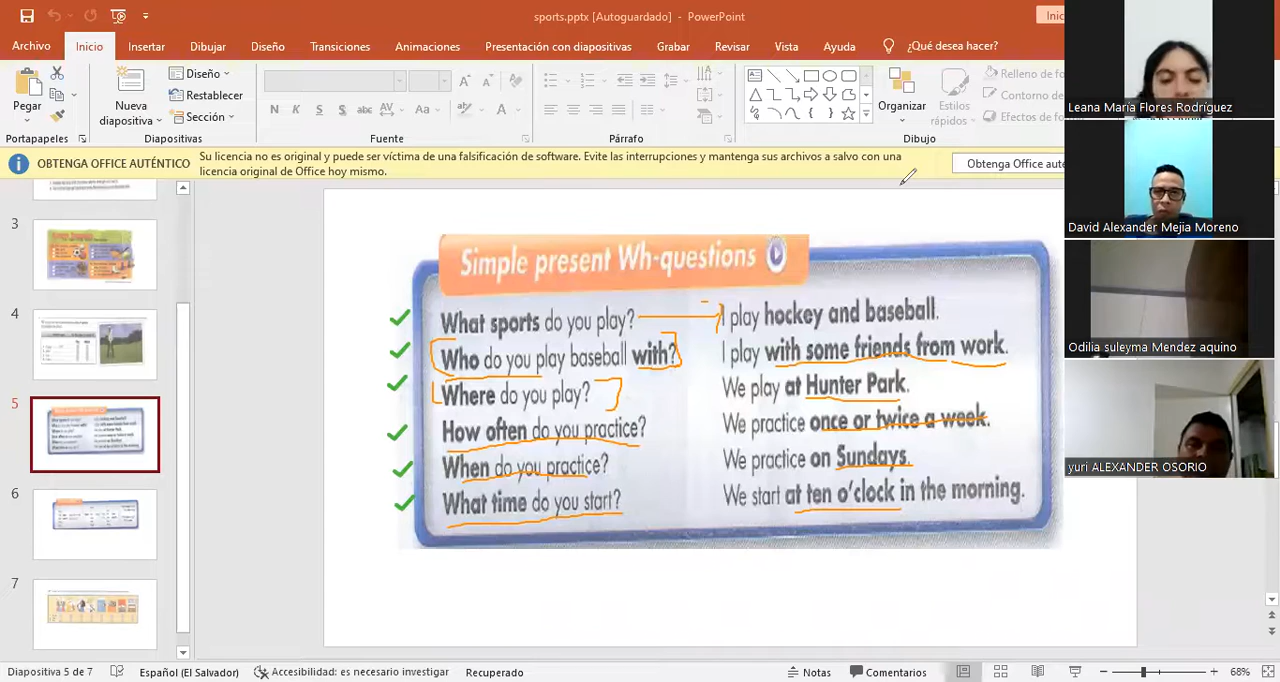 sports.pptx [Autoguardado] - PowerPoint
Inic
Archivo Inicio Insertar Dibujar Diseño Transiciones Animaciones Presentación con diapositivas Grabar Revisar Vista Ayuda ¿Qué desea hacer?
Pegar
Nueva diapositiva
Diseño
Restablecer
Sección
Organizar
Estilos rápidos
Relleno de fo
Contorno de
Efectos de fo
Portapapeles Diapositivas Fuente Párrafo Dibujo
OBTENGA OFFICE AUTÉNTICO Su licencia no es original y puede ser víctima de una falsificación de software. Evite las interrupciones y mantenga sus archivos a salvo con una
licencia original de Office hoy mismo.
Obtenga Office aute
3
4
5
6
7
Simple present Wh-questions
What sports do you play? I play hockey and baseball.
Who do you play baseball with? I play with some friends from work.
Where do you play? We play at Hunter Park.
How often do you practice? We practice once or twice a week.
When do you practice? We practice on Sundays.
What time do you start? We start at ten o'clock in the morning.
Leana María Flores Rodríguez
David Alexander Mejia Moreno
Odilia suleyma Mendez aquino
yuri ALEXANDER OSORIO
Diapositiva 5 de 7 Español (El Salvador) Accesibilidad: es necesario investigar Recuperado Notas Comentarios 68%